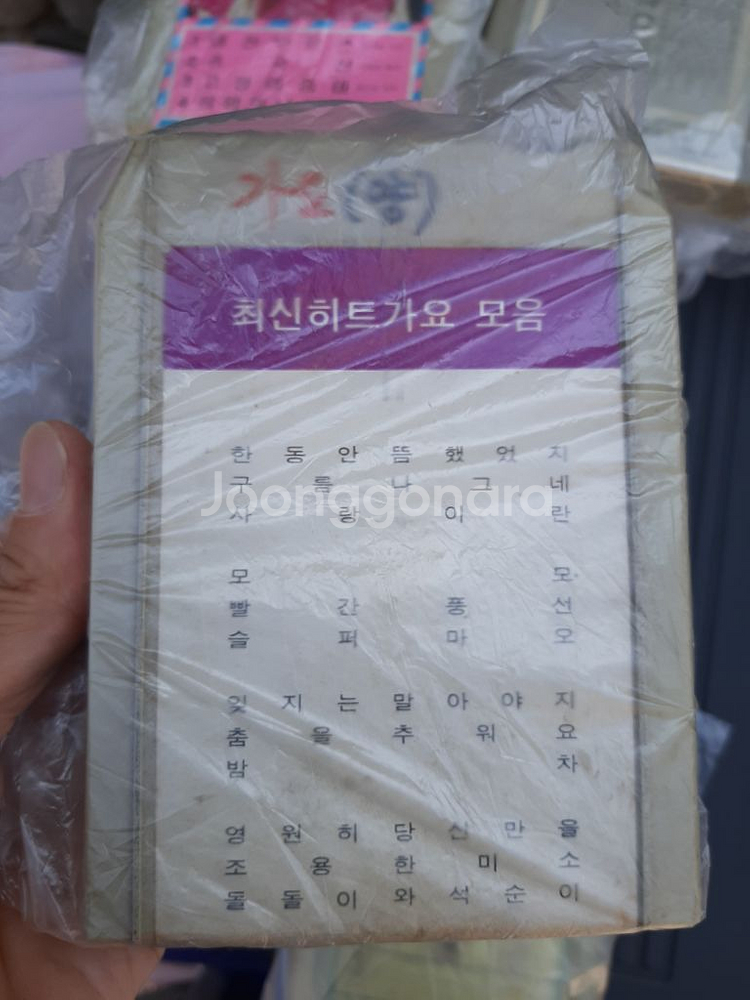 최신히트가요 모음
한 동 안 뜸 했 었 지
구 름 나 그 네
사 랑 이 란
모 모
빨 간 풍 선
슬 퍼 마 오
잊 지 는 말 아 야 지
춤 을 추 워 요
밤 차
영 원 히 당 신 만 을
조 용 한 미 소
돌 돌 이 와 석 순 이
Joonggonara